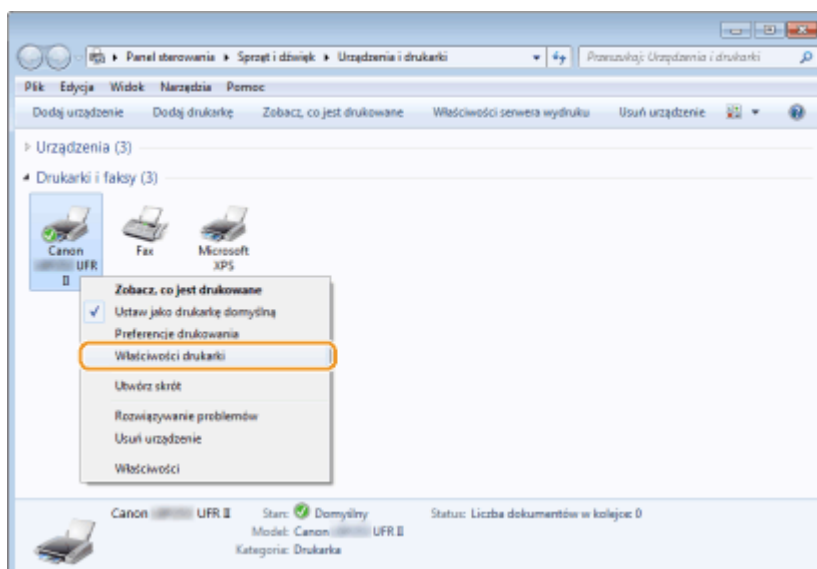 Panel sterowania ▸ Sprzęt i dźwięk ▸ Urządzenia i drukarki
Przeszukaj: Urządzenia i drukarki
Plik Edycja Widok Narzędzia Pomoc
Dodaj urządzenie Dodaj drukarkę Zobacz, co jest drukowane Właściwości serwera wydruku Usuń urządzenie
Urządzenia (3)
Drukarki i faksy (3)
Canon UFR II
Fax
Microsoft XPS
Zobacz, co jest drukowane
Ustaw jako drukarkę domyślną
Preferencje drukowania
Właściwości drukarki
Utwórz skrót
Rozwiązywanie problemów
Usuń urządzenie
Właściwości
Canon UFR II Stan: Domyślny Status: Liczba dokumentów w kolejce: 0
Model: Canon UFR II
Kategoria: Drukarka